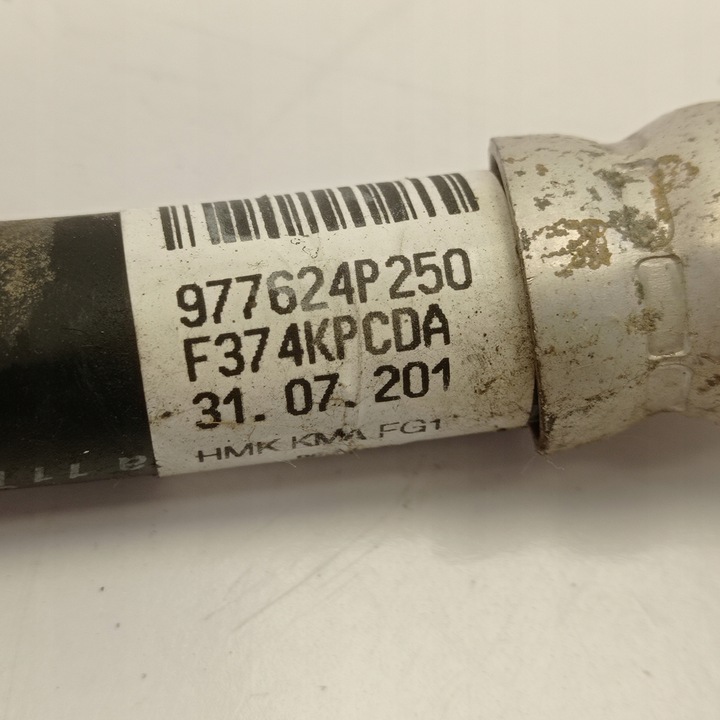 977624P250
F374KPCDA
31.07.201
HMK KMA FG1